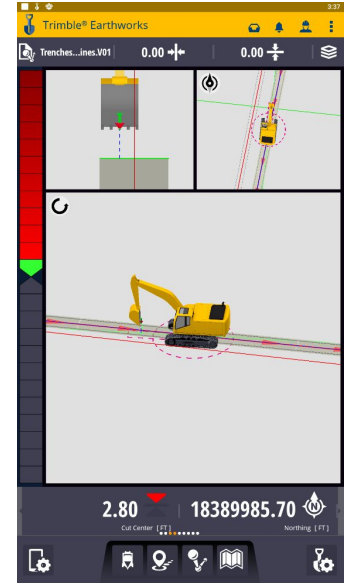 3:37
Trimble® Earthworks
Trenches...ines.V01 0.00 0.00
2.80 18389985.70
Cut Center [FT] Northing [FT]